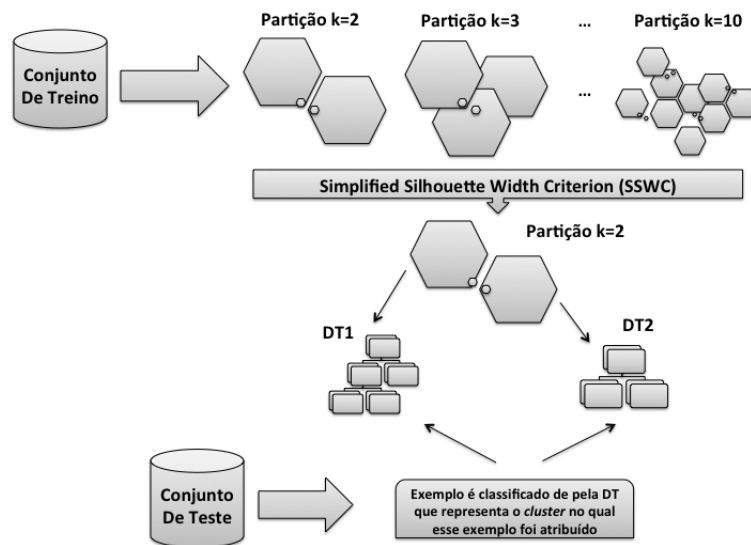 Partição k=2
Partição k=3
...
Partição k=10
Conjunto
De Treino
...
Simplified Silhouette Width Criterion (SSWC)
Partição k=2
DT1
DT2
Conjunto
De Teste
Exemplo é classificado de pela DT
que representa o cluster no qual
esse exemplo foi atribuído